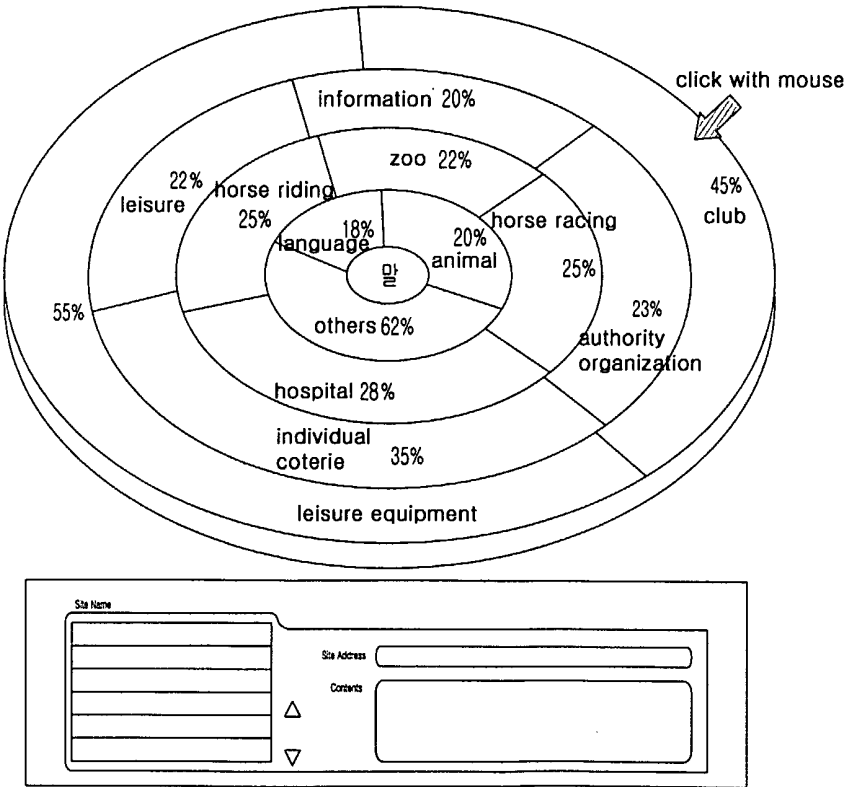 click with mouse
information 20%
zoo 22%
22%
leisure
horse riding
25%
45%
club
horse racing
25%
18%
language
20%
animal
말
55%
others 62%
23%
authority
organization
hospital 28%
individual
coterie 35%
leisure equipment
Site Name
Site Address
Contents